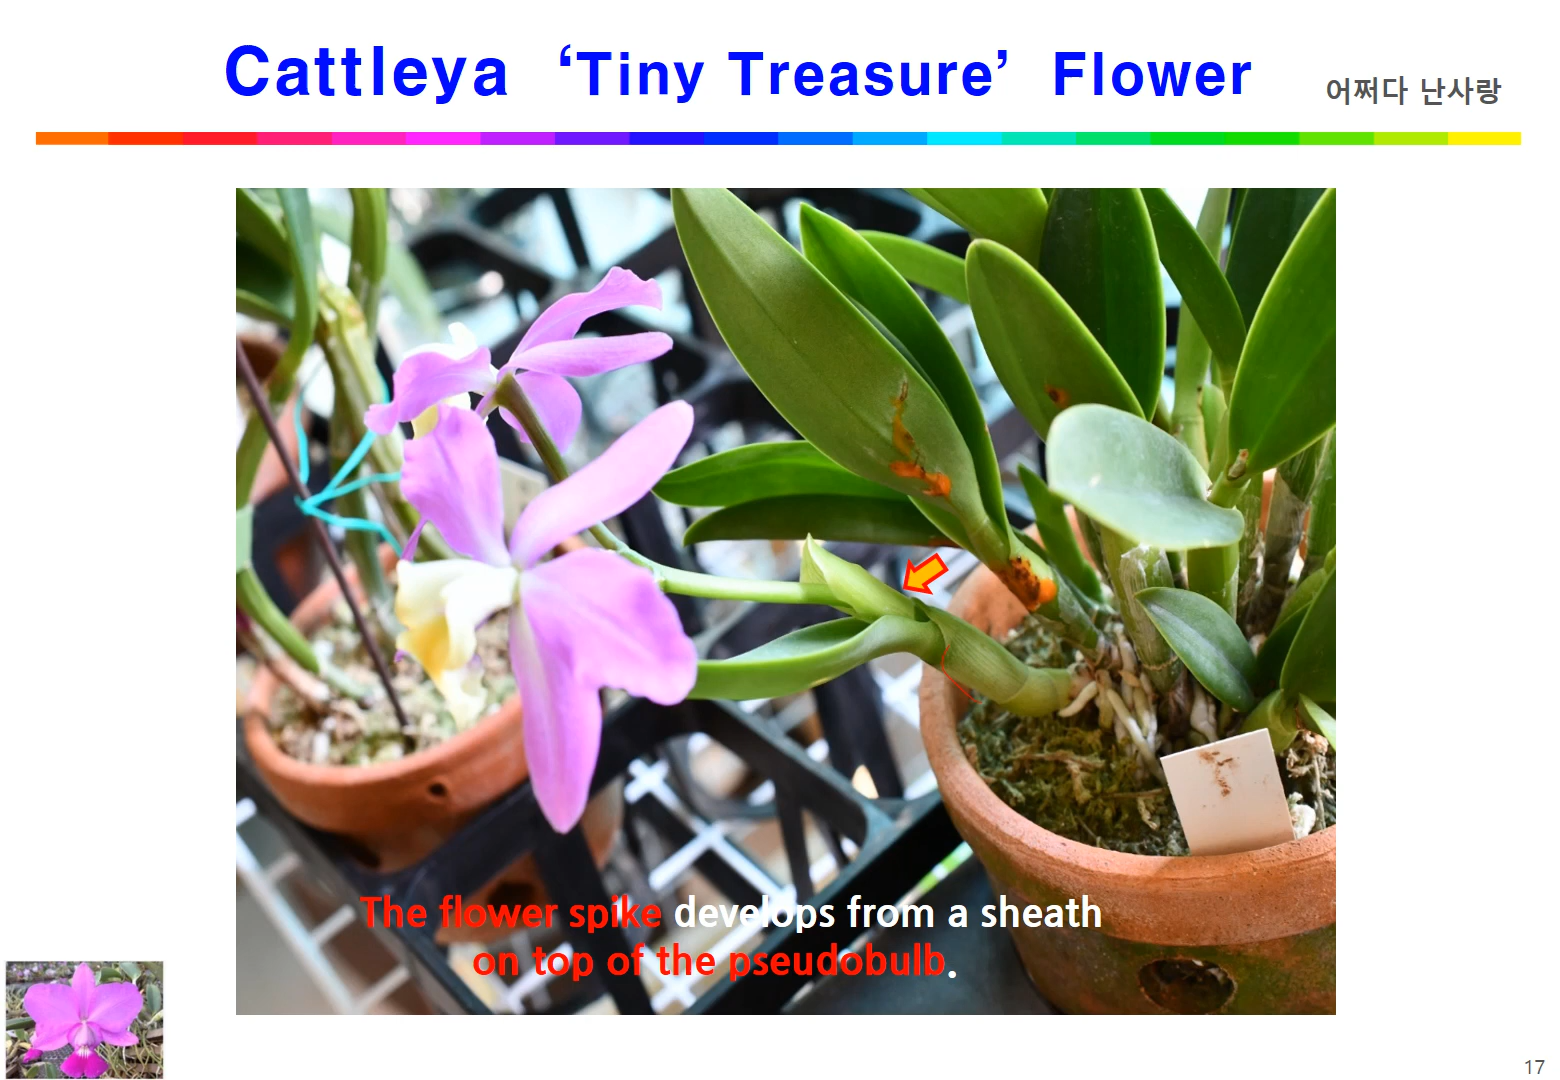 Cattleya ‘Tiny Treasure’ Flower
어쩌다 난사랑
The flower spike develops from a sheath
on top of the pseudobulb.
17